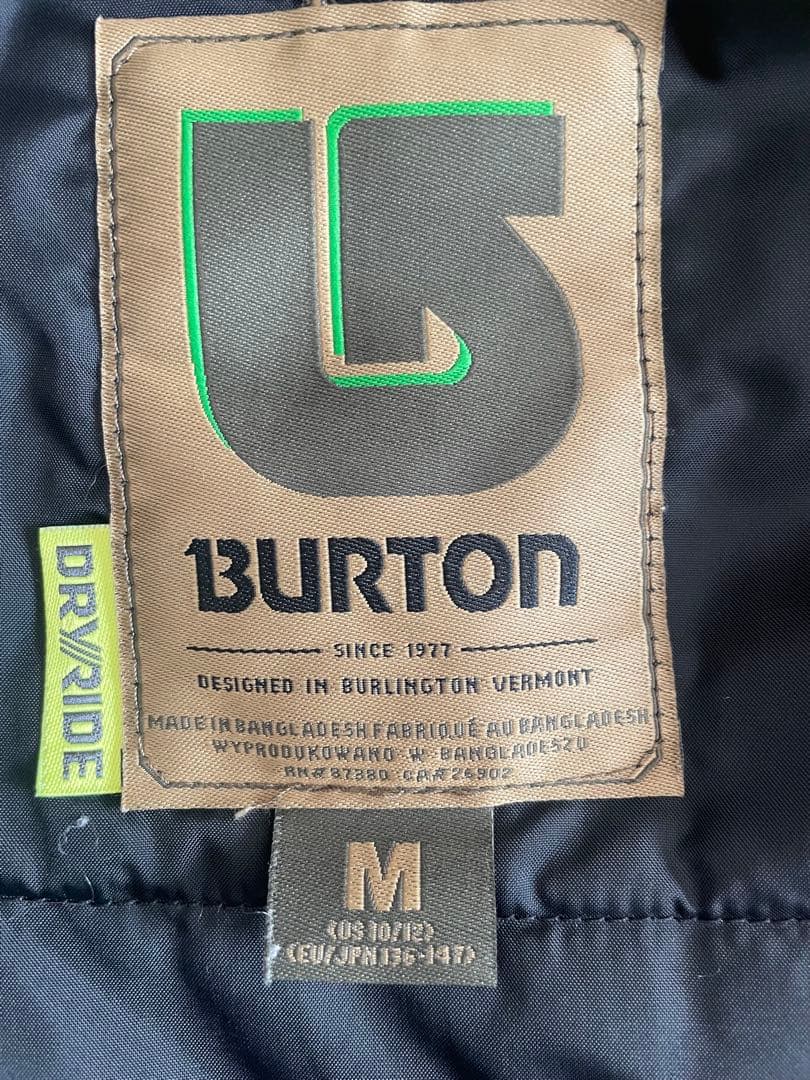 BURTON
SINCE 1977
DESIGNED IN BURLINGTON VERMONT
MADE IN BANGLADESH FABRIQUÉ AU BANGLADESH
WYPRODUKOWANO W BANGLADESZU
RN# 87380 CA# 26902
DRY//RIDE
M
(US 10/12)
(EU/JPN 136-147)